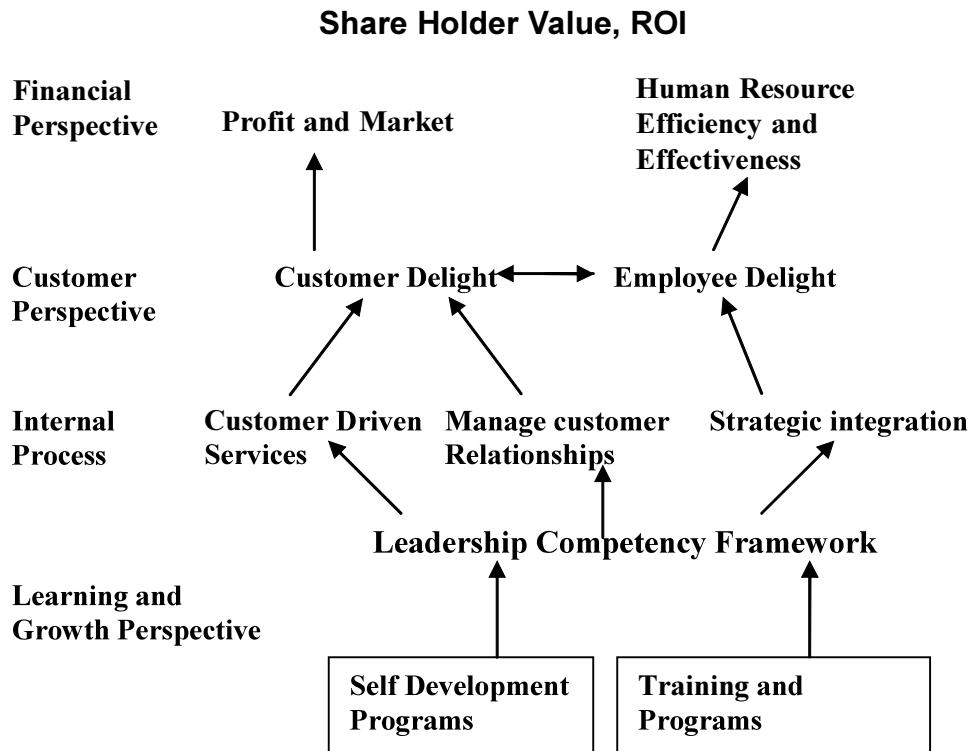 Share Holder Value, ROI
Financial
Perspective
Profit and Market
Human Resource
Efficiency and
Effectiveness
Customer
Perspective
Customer Delight
Employee Delight
Internal
Process
Customer Driven
Services
Manage customer
Relationships
Strategic integration
Leadership Competency Framework
Learning and
Growth Perspective
Self Development
Programs
Training and
Programs